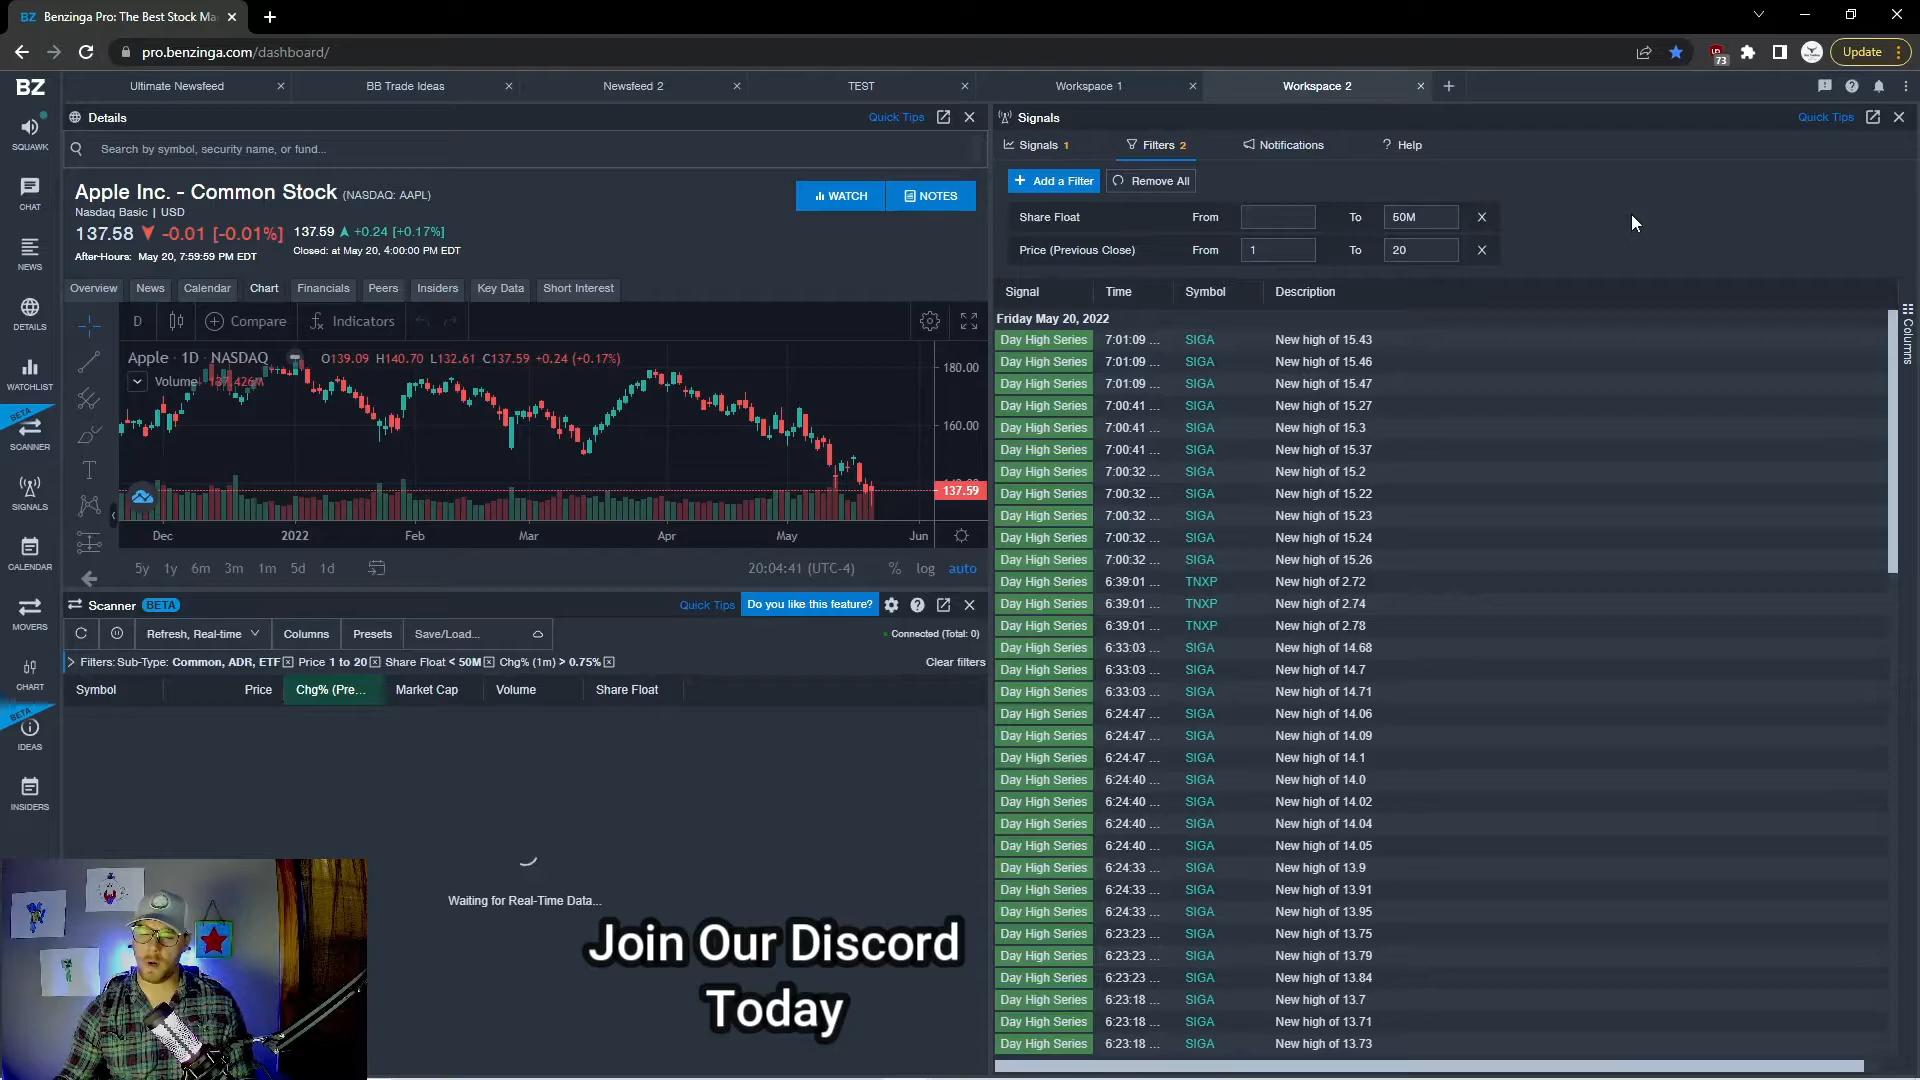 BZ Benzinga Pro: The Best Stock Ma
pro.benzinga.com/dashboard/
73
Update
BZ
Ultimate Newsfeed
BB Trade Ideas
Newsfeed 2
TEST
Workspace 1
Workspace 2
SQUAWK
CHAT
NEWS
DETAILS
WATCHLIST
BETA
SCANNER
SIGNALS
CALENDAR
MOVERS
CHART
BETA
IDEAS
INSIDERS
Details
Quick Tips
Search by symbol, security name, or fund...
Apple Inc. - Common Stock (NASDAQ: AAPL)
Nasdaq Basic | USD
137.58 -0.01 [-0.01%]
After-Hours: May 20, 7:59:59 PM EDT
137.59 +0.24 [+0.17%]
Closed: at May 20, 4:00:00 PM EDT
WATCH
NOTES
Overview News Calendar Chart Financials Peers Insiders Key Data Short Interest
D Compare Indicators
Apple · 1D · NASDAQ O139.09 H140.70 L132.61 C137.59 +0.24 (+0.17%)
Volume 137.426M
180.00
160.00
137.59
Dec 2022 Feb Mar Apr May Jun
5y 1y 6m 3m 1m 5d 1d
20:04:41 (UTC-4) % log auto
Scanner BETA
Quick Tips
Do you like this feature?
Refresh, Real-time
Columns
Presets
Save/Load...
Connected (Total: 0)
Filters: Sub-Type: Common, ADR, ETF Price 1 to 20 Share Float < 50M Chg% (1m) > 0.75%
Clear filters
Symbol Price Chg% (Pre... Market Cap Volume Share Float
Waiting for Real-Time Data...
Join Our Discord
Today
Signals
Quick Tips
Signals 1
Filters 2
Notifications
? Help
+ Add a Filter
Remove All
Share Float From To 50M X
Price (Previous Close) From 1 To 20 X
Signal Time Symbol Description
Columns
Friday May 20, 2022
Day High Series 7:01:09 ... SIGA New high of 15.43
Day High Series 7:01:09 ... SIGA New high of 15.46
Day High Series 7:01:09 ... SIGA New high of 15.47
Day High Series 7:00:41 ... SIGA New high of 15.27
Day High Series 7:00:41 ... SIGA New high of 15.3
Day High Series 7:00:41 ... SIGA New high of 15.37
Day High Series 7:00:32 ... SIGA New high of 15.2
Day High Series 7:00:32 ... SIGA New high of 15.22
Day High Series 7:00:32 ... SIGA New high of 15.23
Day High Series 7:00:32 ... SIGA New high of 15.24
Day High Series 7:00:32 ... SIGA New high of 15.26
Day High Series 6:39:01 ... TNXP New high of 2.72
Day High Series 6:39:01 ... TNXP New high of 2.74
Day High Series 6:39:01 ... TNXP New high of 2.78
Day High Series 6:33:03 ... SIGA New high of 14.68
Day High Series 6:33:03 ... SIGA New high of 14.7
Day High Series 6:33:03 ... SIGA New high of 14.71
Day High Series 6:24:47 ... SIGA New high of 14.06
Day High Series 6:24:47 ... SIGA New high of 14.09
Day High Series 6:24:47 ... SIGA New high of 14.1
Day High Series 6:24:40 ... SIGA New high of 14.0
Day High Series 6:24:40 ... SIGA New high of 14.02
Day High Series 6:24:40 ... SIGA New high of 14.04
Day High Series 6:24:40 ... SIGA New high of 14.05
Day High Series 6:24:33 ... SIGA New high of 13.9
Day High Series 6:24:33 ... SIGA New high of 13.91
Day High Series 6:24:33 ... SIGA New high of 13.95
Day High Series 6:23:23 ... SIGA New high of 13.75
Day High Series 6:23:23 ... SIGA New high of 13.79
Day High Series 6:23:23 ... SIGA New high of 13.84
Day High Series 6:23:18 ... SIGA New high of 13.7
Day High Series 6:23:18 ... SIGA New high of 13.71
Day High Series 6:23:18 ... SIGA New high of 13.73